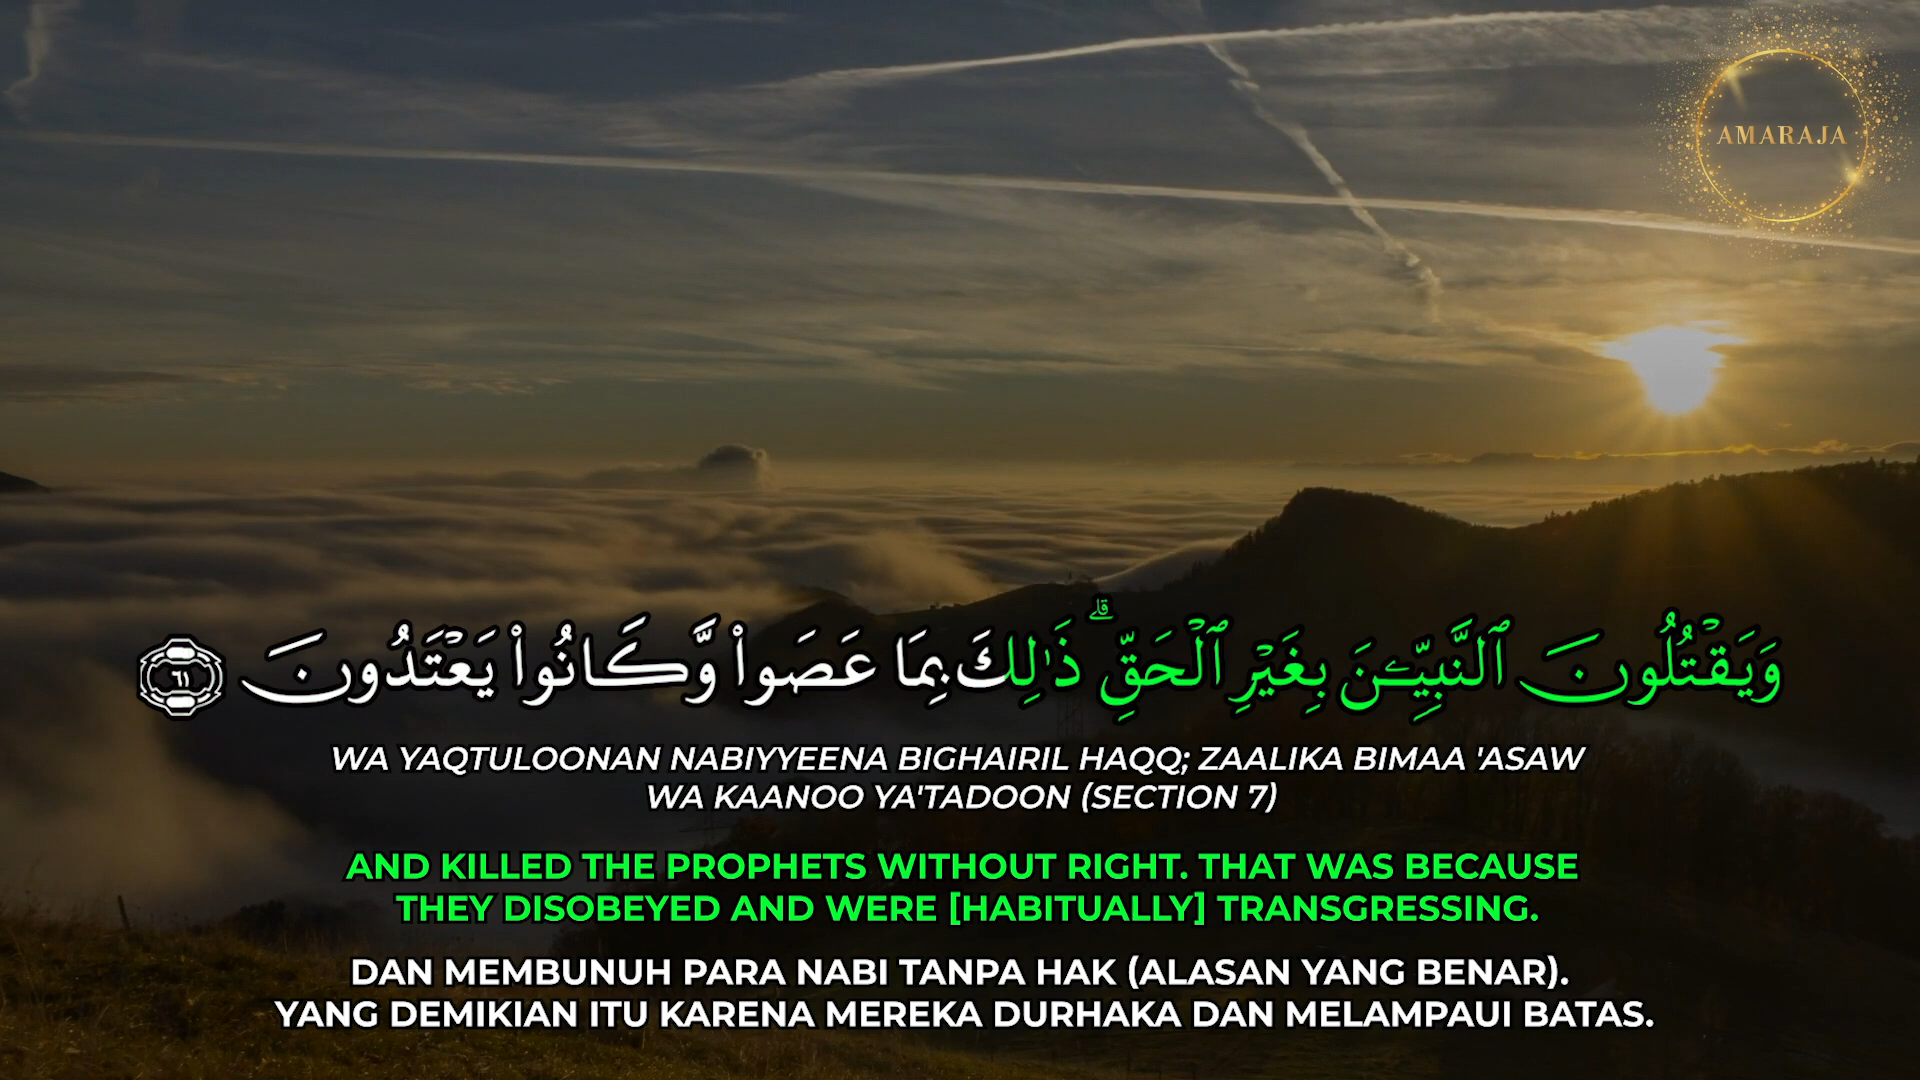 AMARAJA
وَيَقْتُلُونَ ٱلنَّبِيِّـۧنَ بِغَيْرِ ٱلْحَقِّ ۗ ذَٰلِكَ بِمَا عَصَوا۟ وَّكَانُوا۟ يَعْتَدُونَ ٦١
WA YAQTULOONAN NABIYYEENA BIGHAIRIL HAQQ; ZAALIKA BIMAA 'ASAW
WA KAANOO YA'TADOON (SECTION 7)
AND KILLED THE PROPHETS WITHOUT RIGHT. THAT WAS BECAUSE
THEY DISOBEYED AND WERE [HABITUALLY] TRANSGRESSING.
DAN MEMBUNUH PARA NABI TANPA HAK (ALASAN YANG BENAR).
YANG DEMIKIAN ITU KARENA MEREKA DURHAKA DAN MELAMPAUI BATAS.